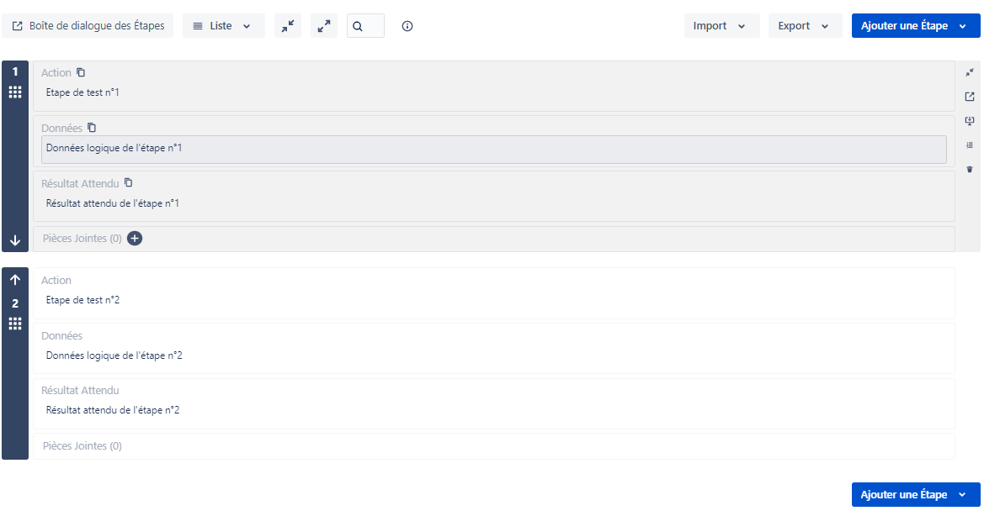 Boîte de dialogue des Étapes Liste Import Export Ajouter une Étape
1
Action
Etape de test n°1
Données
Données logique de l'étape n°1
Résultat Attendu
Résultat attendu de l'étape n°1
Pièces Jointes (0)
2
Action
Etape de test n°2
Données
Données logique de l'étape n°2
Résultat Attendu
Résultat attendu de l'étape n°2
Pièces Jointes (0)
Ajouter une Étape